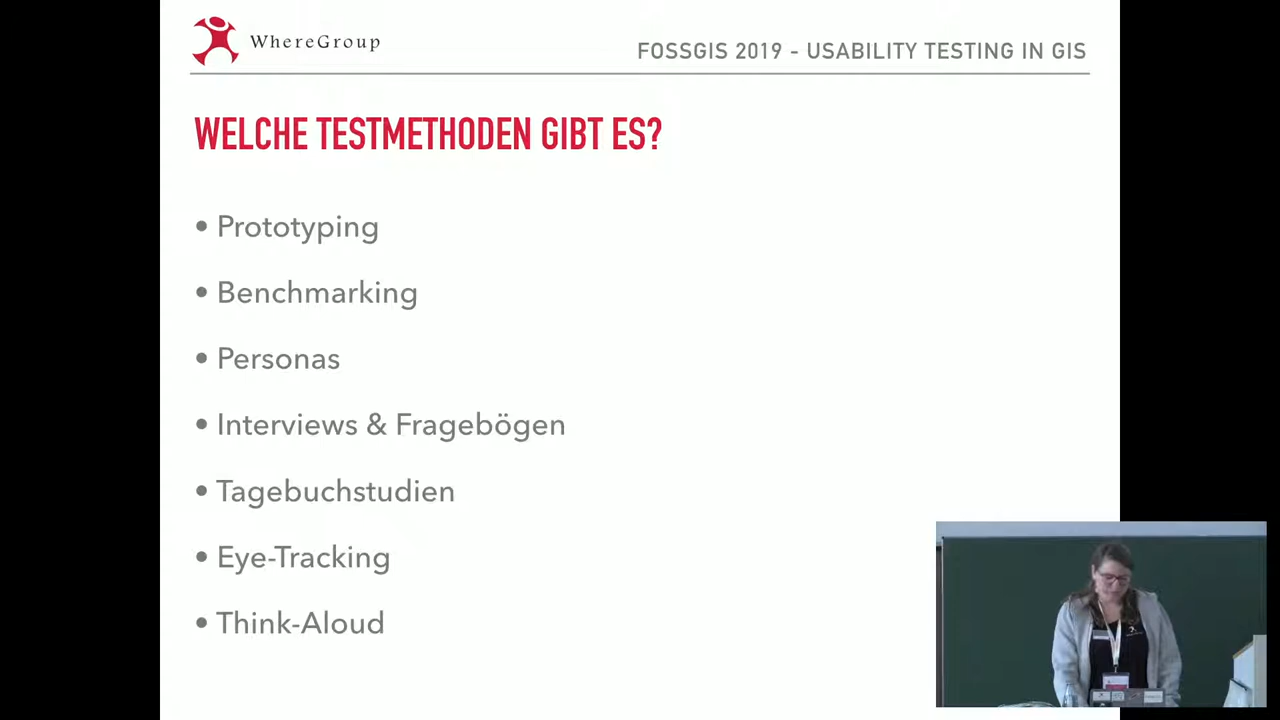 WhereGroup
FOSSGIS 2019 - USABILITY TESTING IN GIS
WELCHE TESTMETHODEN GIBT ES?
• Prototyping
• Benchmarking
• Personas
• Interviews & Fragebögen
• Tagebuchstudien
• Eye-Tracking
• Think-Aloud